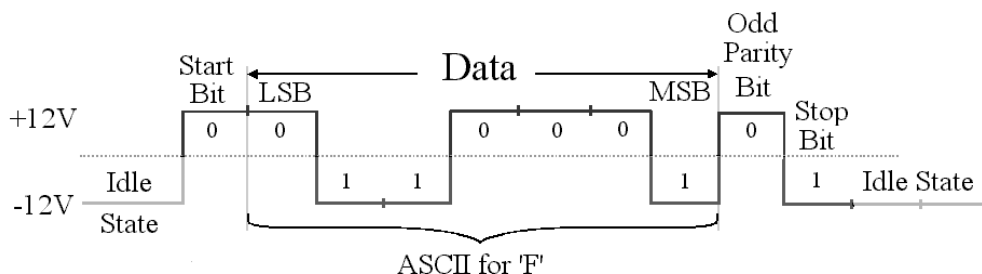 Odd
Parity
Bit
Start
Bit
Data
LSB
MSB
+12V
0
0
0
0
0
0
Stop
Bit
Idle
State
-12V
1
1
1
1
Idle State
ASCII for 'F'